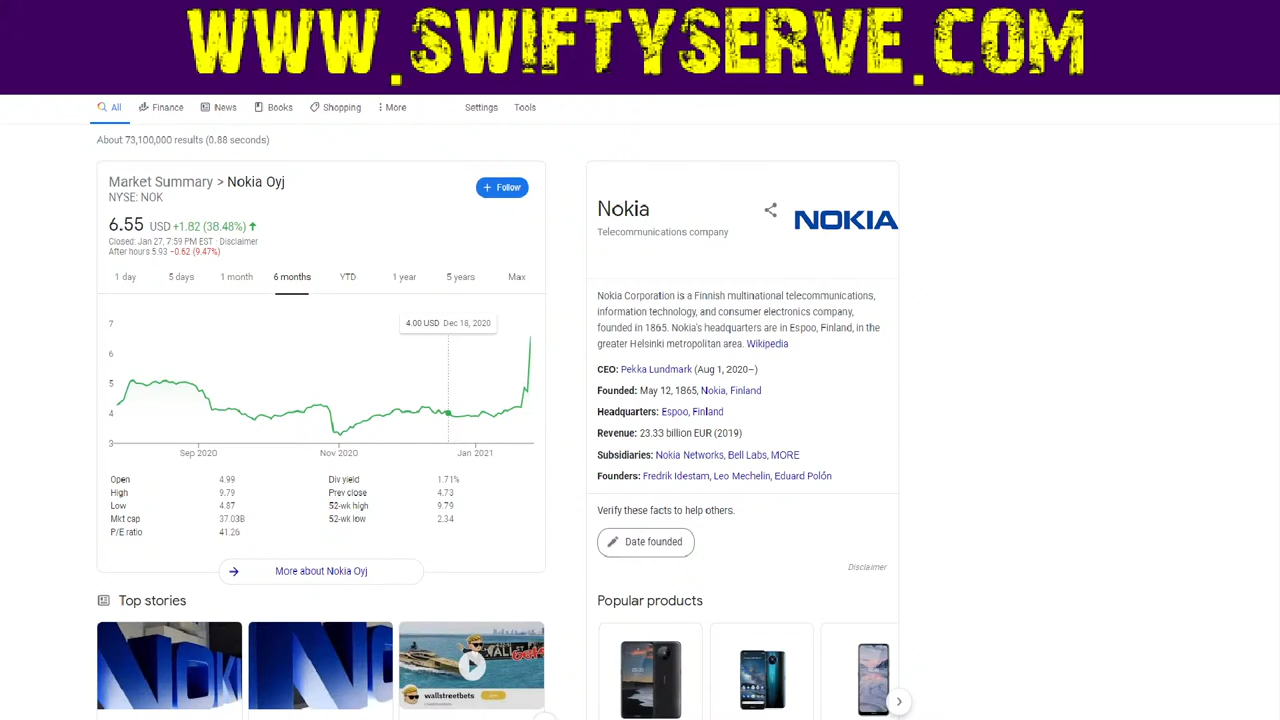 WWW.SWIFTYSERVE.COM
All Finance News Books Shopping More Settings Tools
About 73,100,000 results (0.88 seconds)
Market Summary > Nokia Oyj
NYSE: NOK
+ Follow
6.55 USD +1.82 (38.48%) ↑
Closed: Jan 27, 7:59 PM EST · Disclaimer
After hours 5.93 −0.62 (9.47%)
1 day 5 days 1 month 6 months YTD 1 year 5 years Max
4.00 USD Dec 18, 2020
7
6
5
4
3
Sep 2020 Nov 2020 Jan 2021
Open 4.99 Div yield 1.71%
High 9.79 Prev close 4.73
Low 4.87 52-wk high 9.79
Mkt cap 37.03B 52-wk low 2.34
P/E ratio 41.26
→ More about Nokia Oyj
Top stories
NOK
N
wallstreetbets
Nokia
Telecommunications company
NOKIA
Nokia Corporation is a Finnish multinational telecommunications,
information technology, and consumer electronics company,
founded in 1865. Nokia's headquarters are in Espoo, Finland, in the
greater Helsinki metropolitan area. Wikipedia
CEO: Pekka Lundmark (Aug 1, 2020–)
Founded: May 12, 1865, Nokia, Finland
Headquarters: Espoo, Finland
Revenue: 23.33 billion EUR (2019)
Subsidiaries: Nokia Networks, Bell Labs, MORE
Founders: Fredrik Idestam, Leo Mechelin, Eduard Polón
Verify these facts to help others.
Date founded
Disclaimer
Popular products